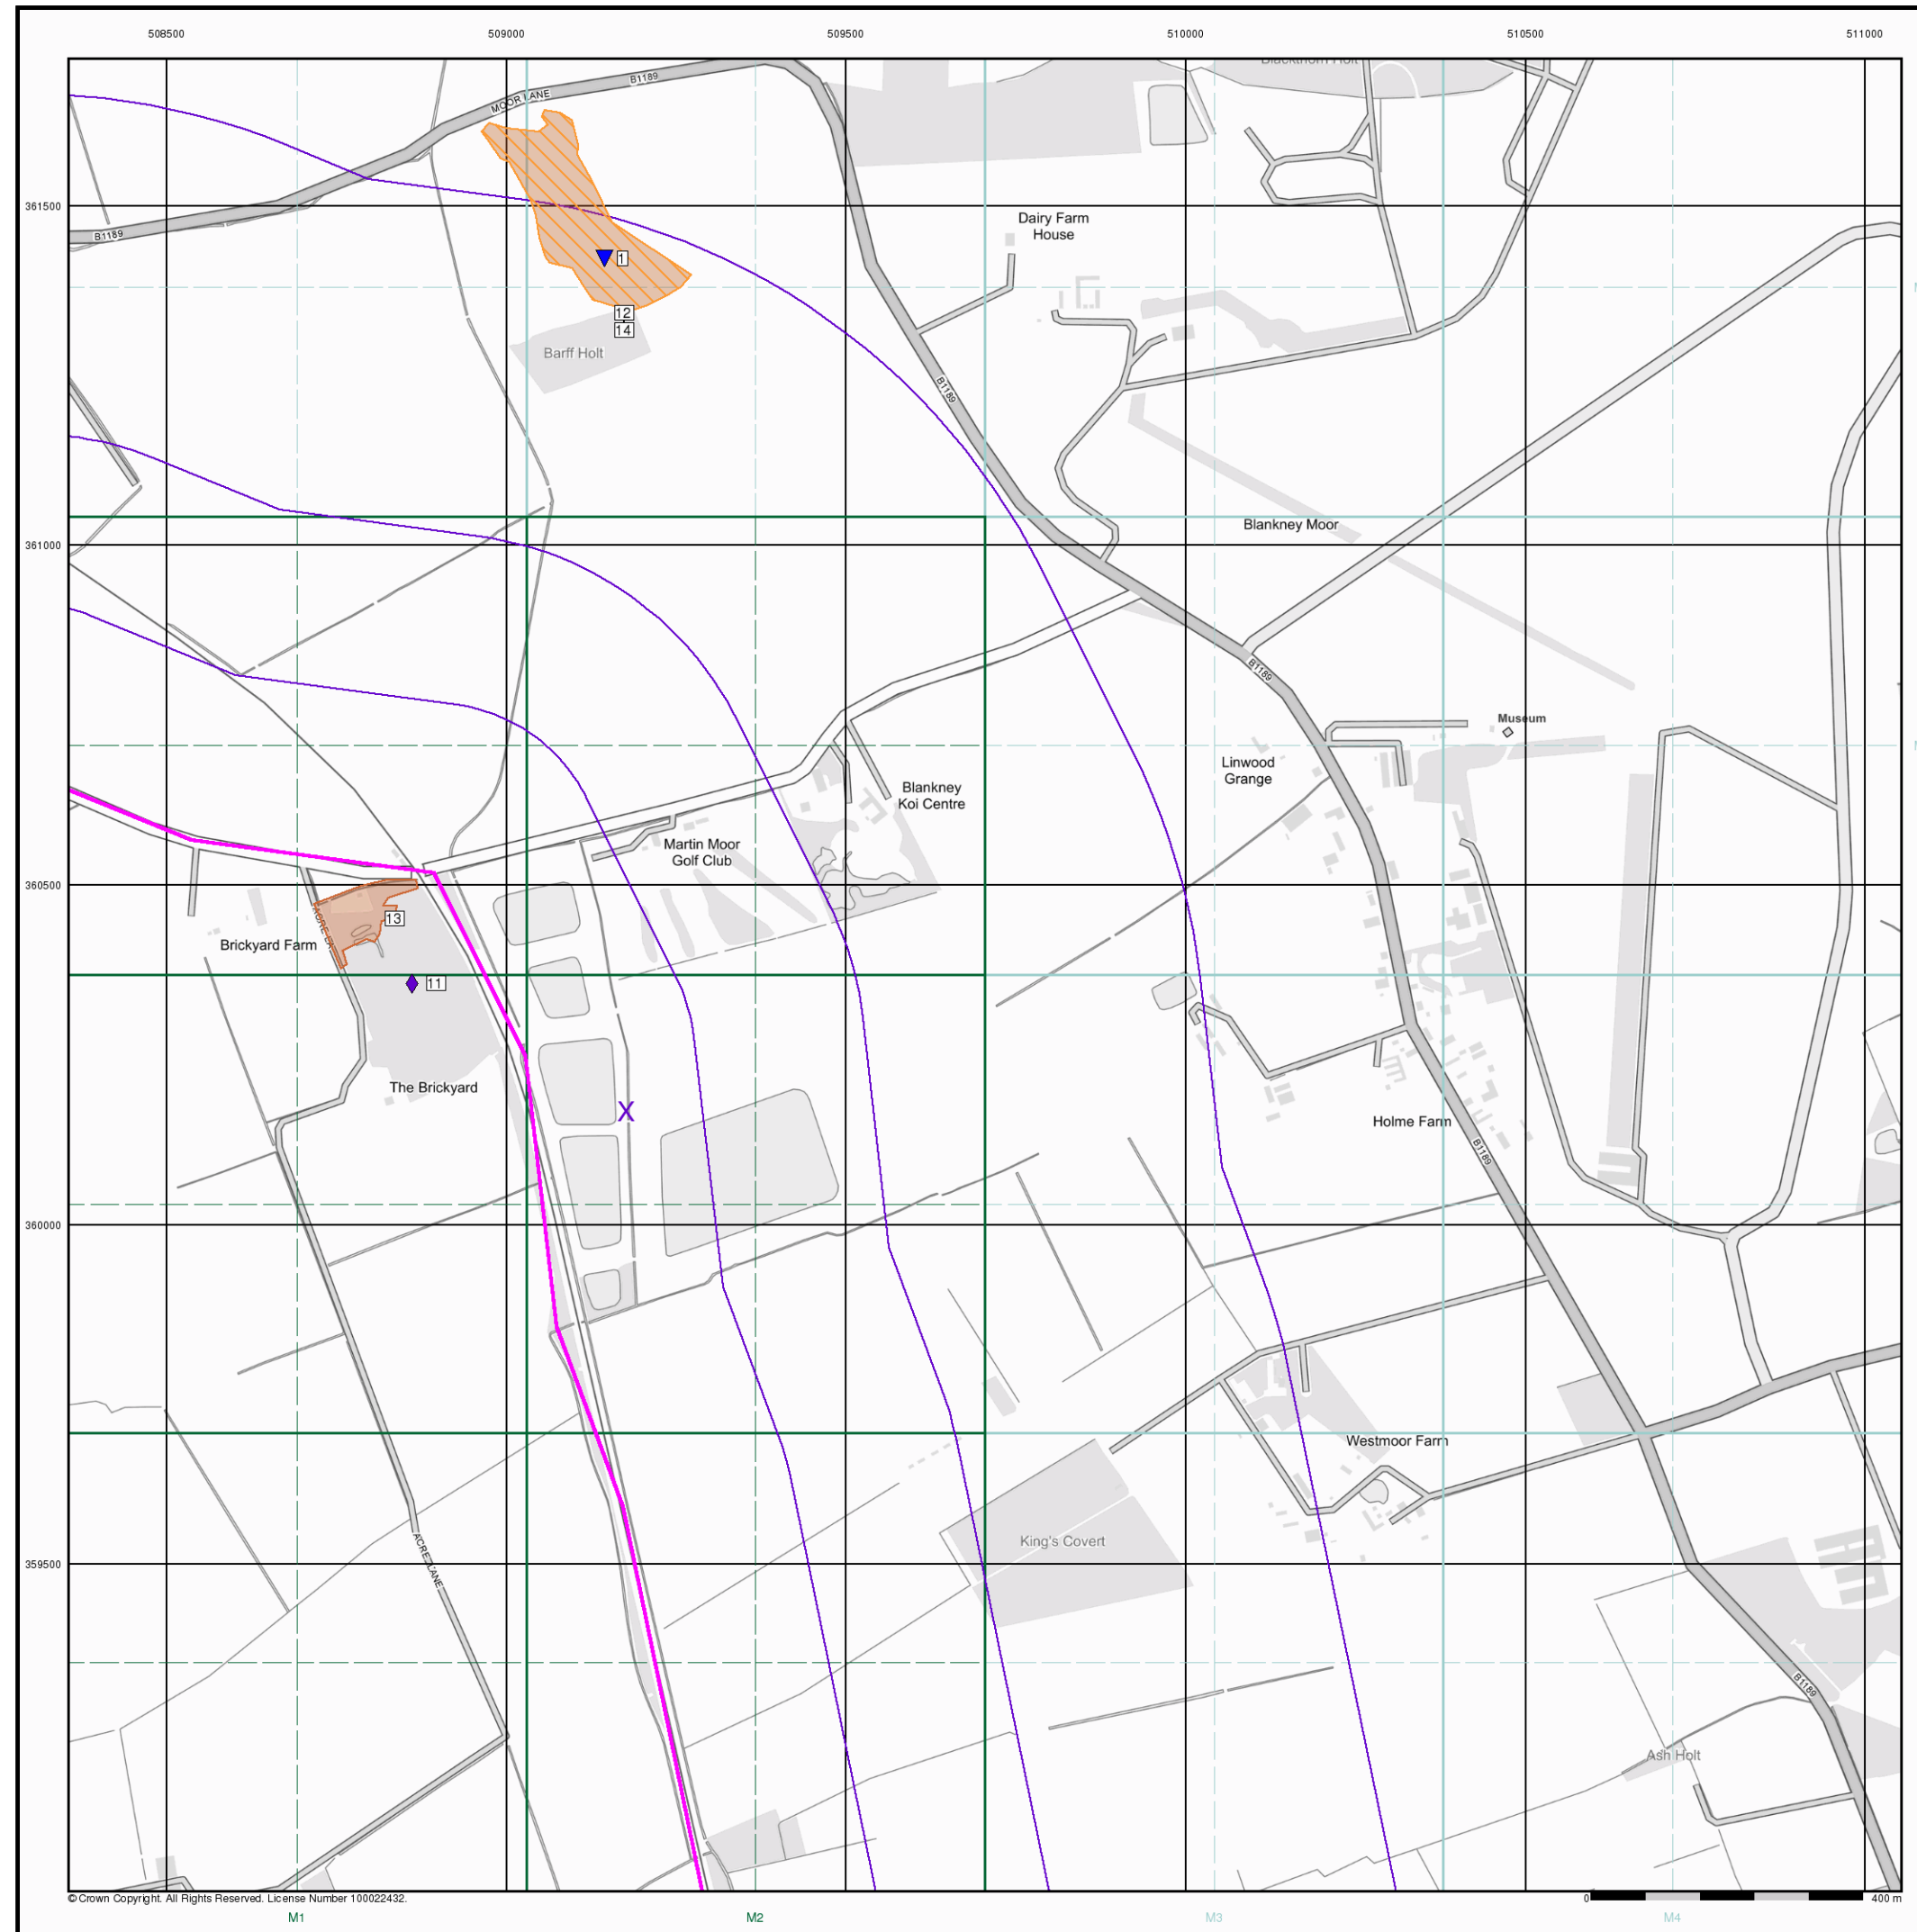 508500 509000 509500 510000 510500 511000
Blackthorn Holt
B1189
MOOR LANE
361500
B1189
Dairy Farm
House
1
12
14
Barff Holt
B1189
361000
Blankney Moor
B1189
Museum
Linwood
Grange
Blankney
Koi Centre
Martin Moor
Golf Club
360500
13
Brickyard Farm
11
The Brickyard
X
Holme Farm
B1189
360000
Westmoor Farm
King's Covert
359500
ACRE LANE
B1189
Ash Holt
© Crown Copyright. All Rights Reserved. License Number 100022432.
0 400 m
M1 M2 M3 M4